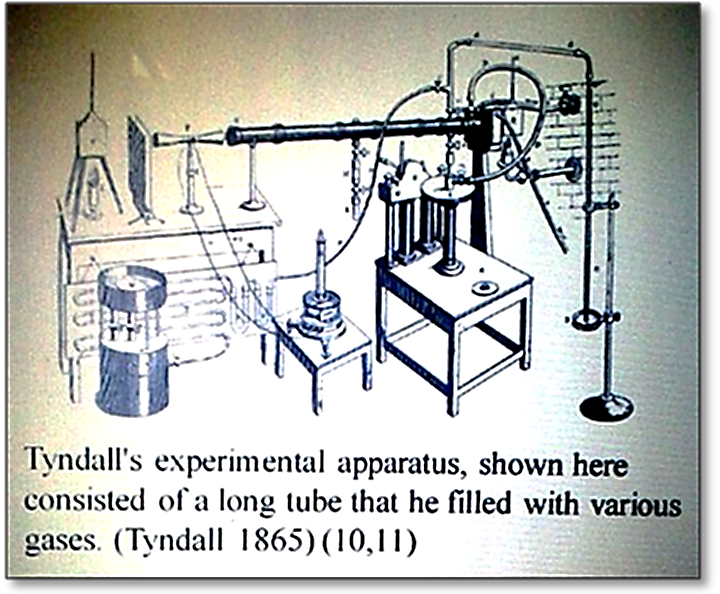 Tyndall's experimental apparatus, shown here
consisted of a long tube that he filled with various
gases. (Tyndall 1865) (10,11)